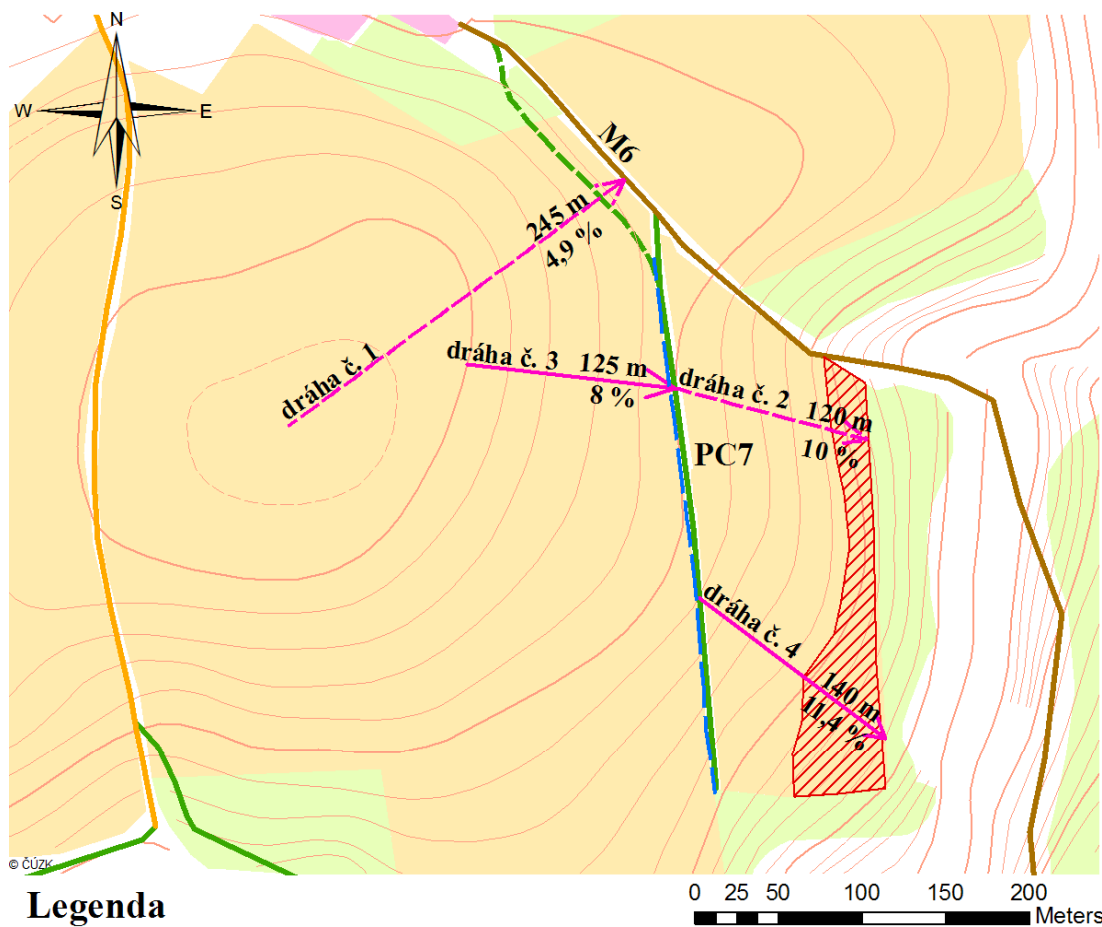 N
W
E
S
M6
245 m
4,9 %
dráha č. 1
dráha č. 3
125 m
8 %
dráha č. 2
120 m
10 %
PC7
dráha č. 4
140 m
11,4 %
© ČÚZK
Legenda
0 25 50 100 150 200
Meters